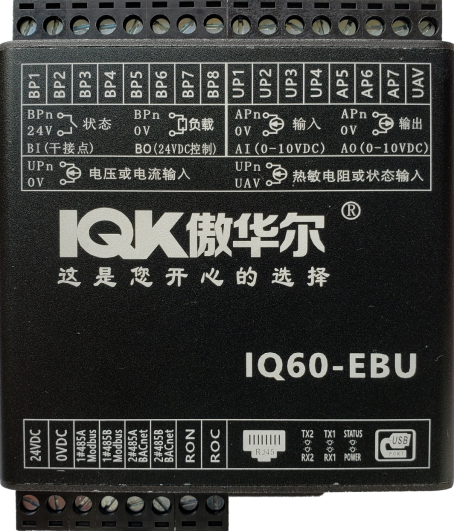 BP1 BP2 BP3 BP4 BP5 BP6 BP7 BP8 UP1 UP2 UP3 UP4 AP5 AP6 AP7 UAV
BPn 24V 状态 BPn 0V 负载 APn 0V 输入 APn 0V 输出
BI(干接点) BO(24VDC控制) AI(0-10VDC) AO(0-10VDC)
UPn 0V 电压或电流输入 UPn UAV 热敏电阻或状态输入
IQK傲华尔®
这是您开心的选择
IQ60-EBU
24VDC 0VDC 1#485A Modbus 1#485B Modbus 2#485A BACnet 2#485B BACnet RON ROC RJ45 TX2 TX1 STATUS USB
RX2 RX1 POWER